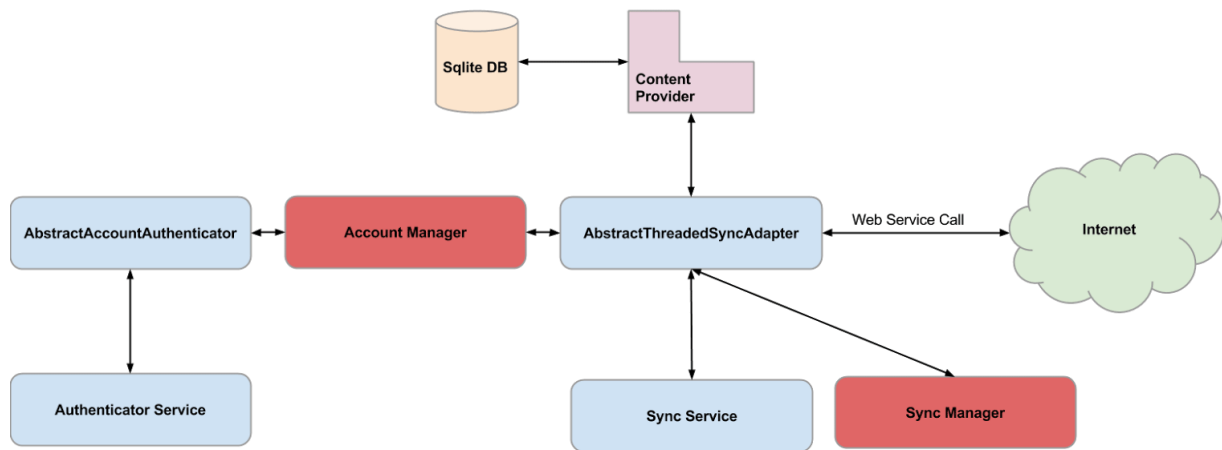 Sqlite DB
Content
Provider
AbstractAccountAuthenticator
Account Manager
AbstractThreadedSyncAdapter
Web Service Call
Internet
Authenticator Service
Sync Service
Sync Manager